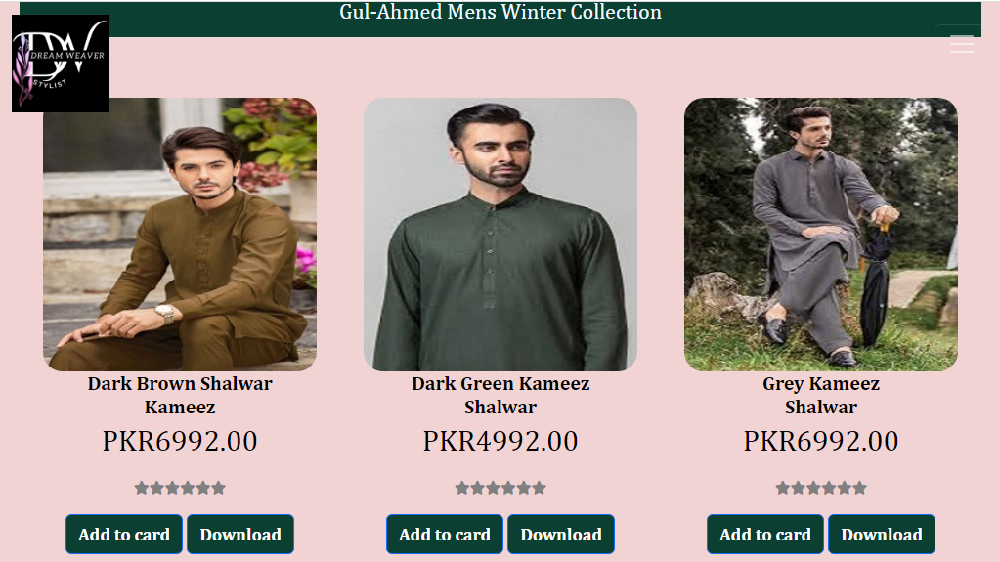 Gul-Ahmed Mens Winter Collection
DW
DREAM WEAVER
STYLIST
Dark Brown Shalwar
Kameez
PKR6992.00
Add to card Download
Dark Green Kameez
Shalwar
PKR4992.00
Add to card Download
Grey Kameez
Shalwar
PKR6992.00
Add to card Download